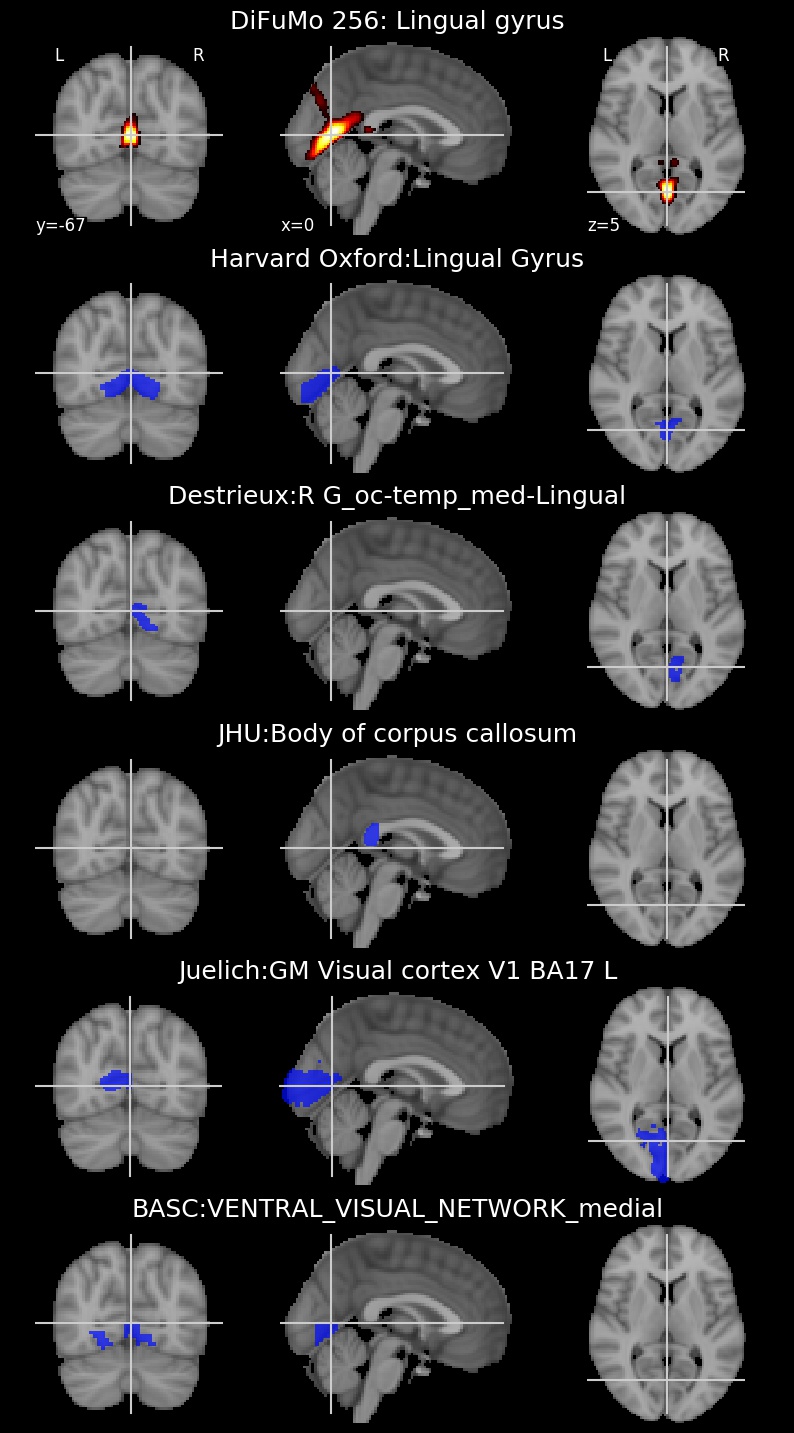 DiFuMo 256: Lingual gyrus
L R L R
y=-67 x=0 z=5
Harvard Oxford:Lingual Gyrus
Destrieux:R G_oc-temp_med-Lingual
JHU:Body of corpus callosum
Juelich:GM Visual cortex V1 BA17 L
BASC:VENTRAL_VISUAL_NETWORK_medial